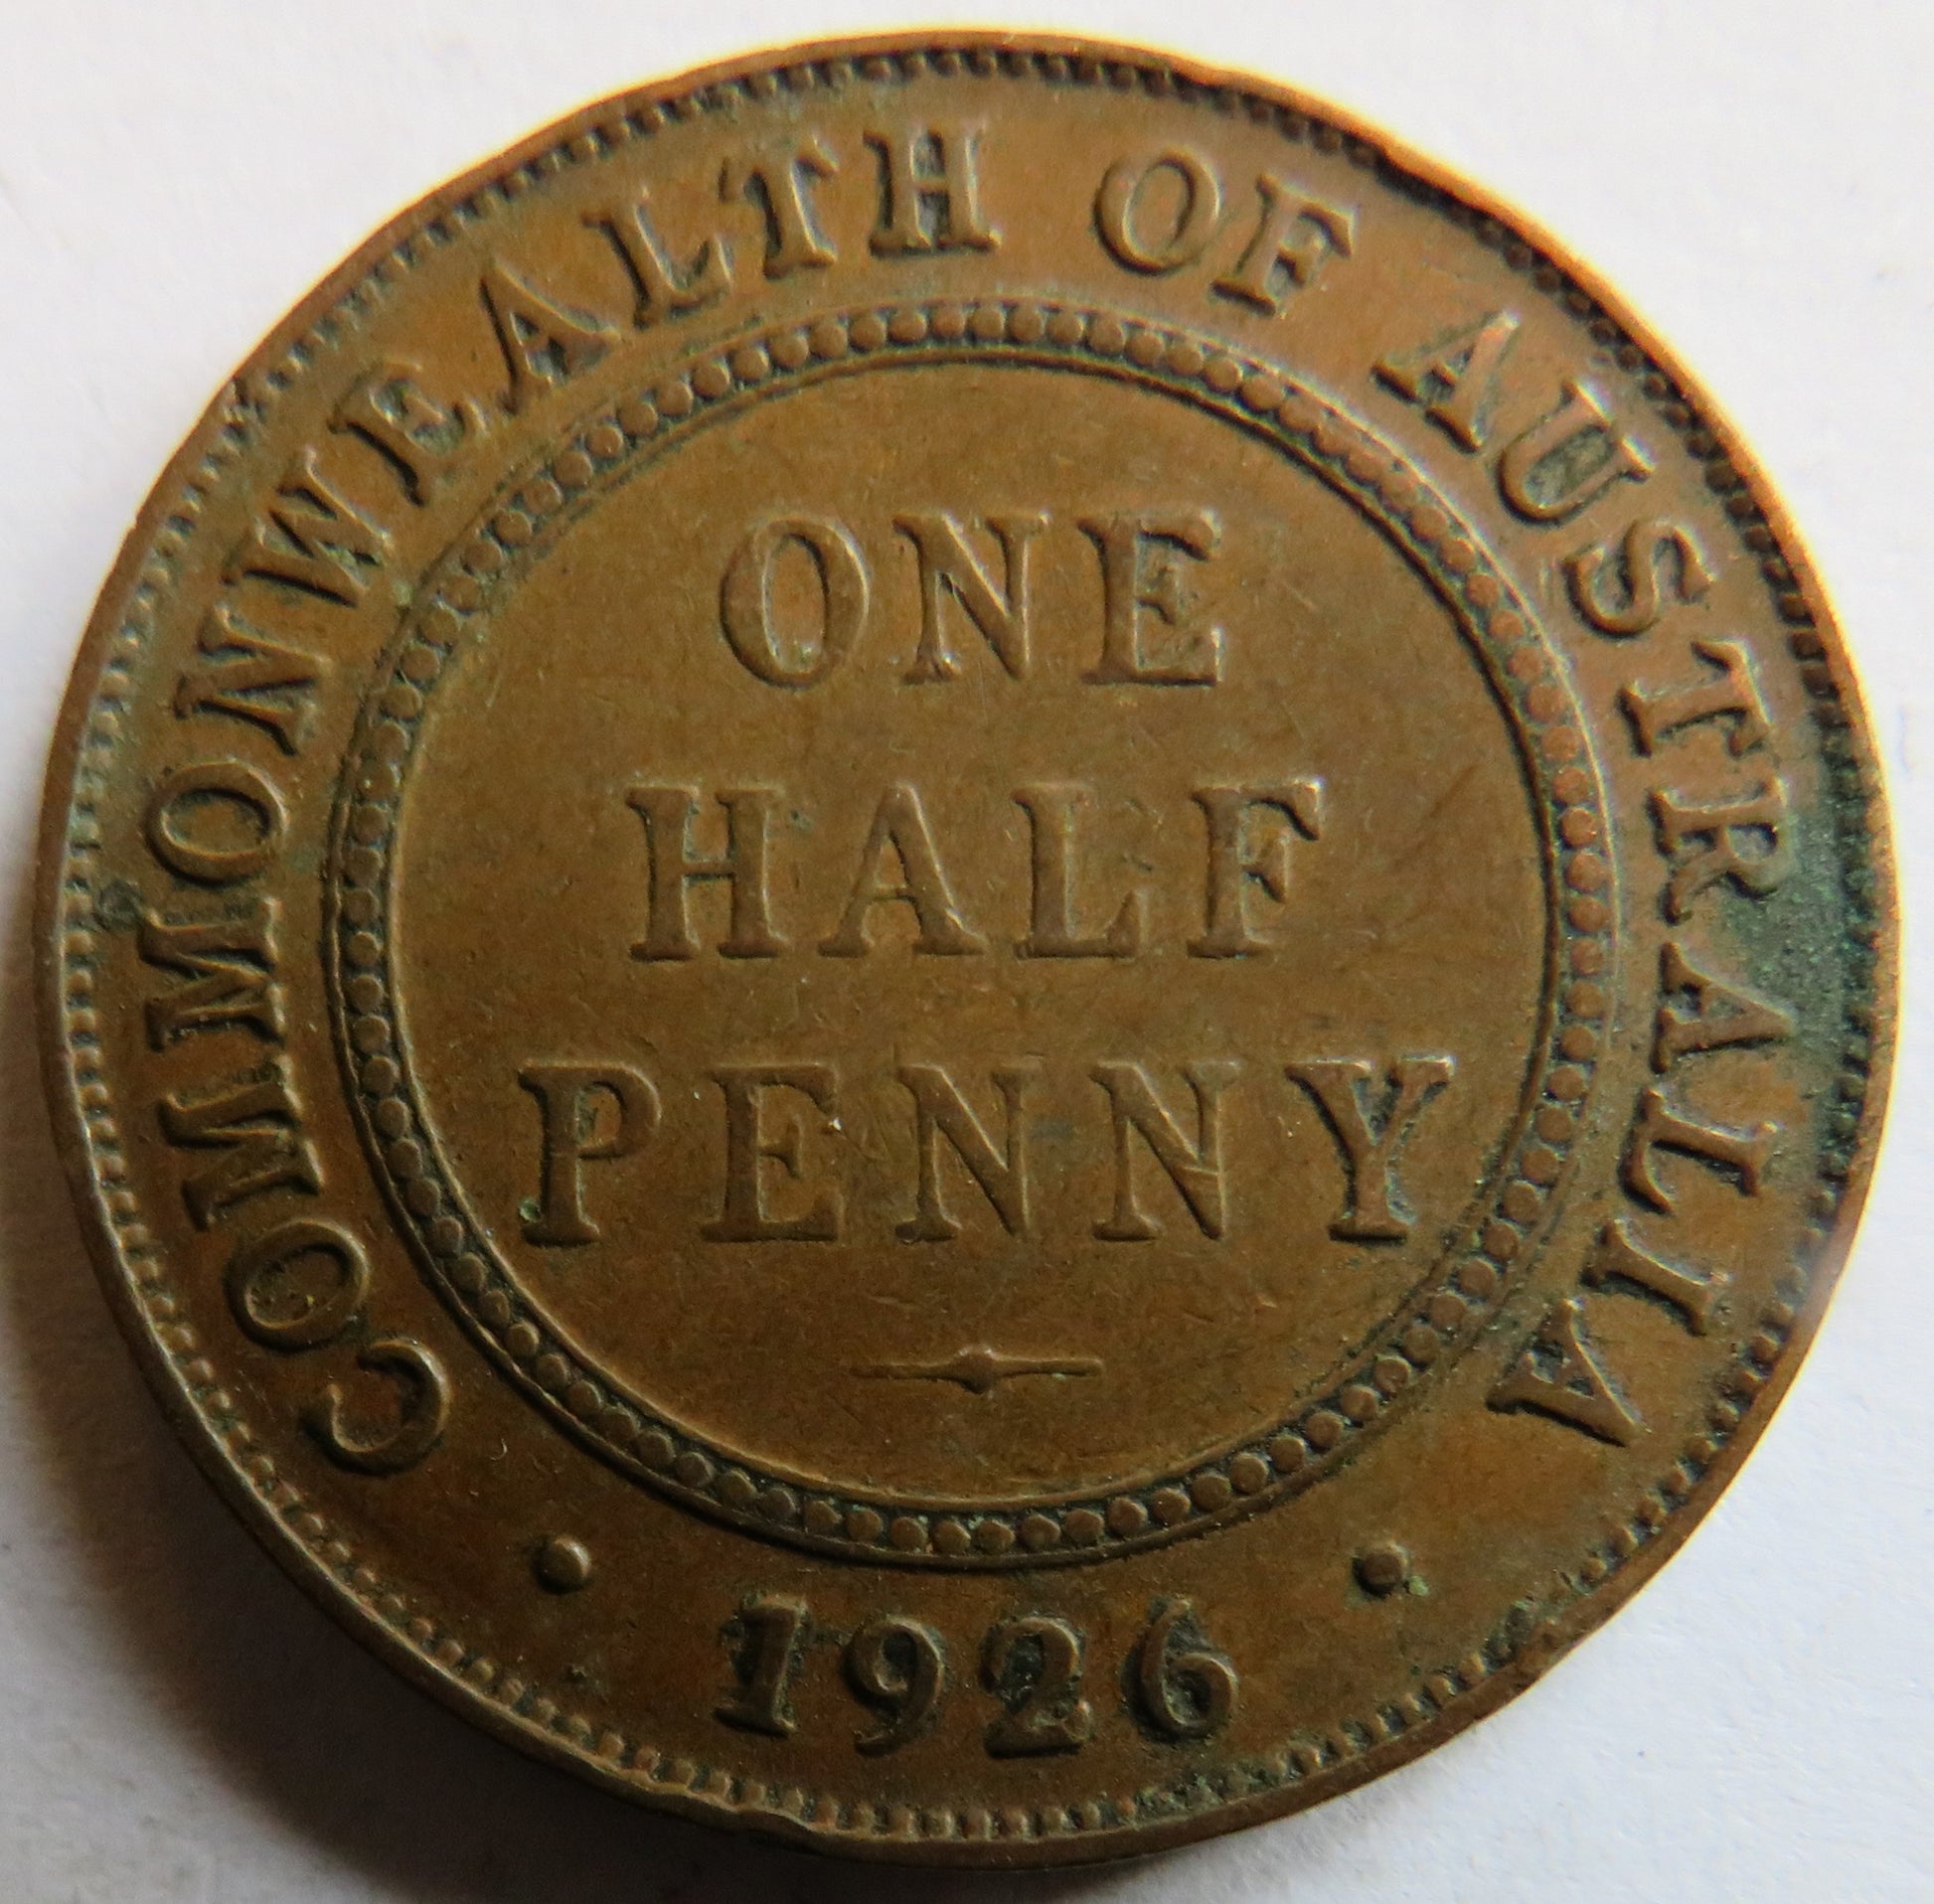 COMMONWEALTH OF AUSTRALIA
ONE
HALF
PENNY
1926